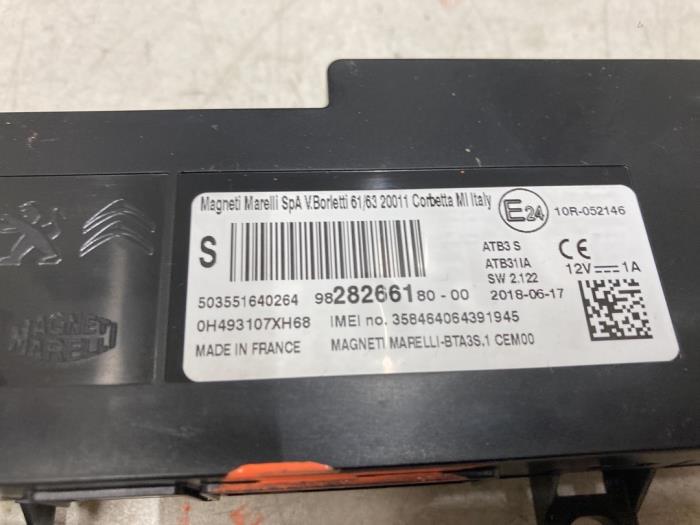 Magneti Marelli SpA V.Borletti 61/63 20011 Corbetta MI Italy
E24
10R-052146
S
ATB3 S
ATB31IA
SW 2.122
2018-06-17
CE
12V 1A
503551640264
9828266180-00
0H493107XH68
IMEI no. 358464064391945
MADE IN FRANCE
MAGNETI MARELLI-BTA3S.1 CEM00
MAGNETI
MARELLI